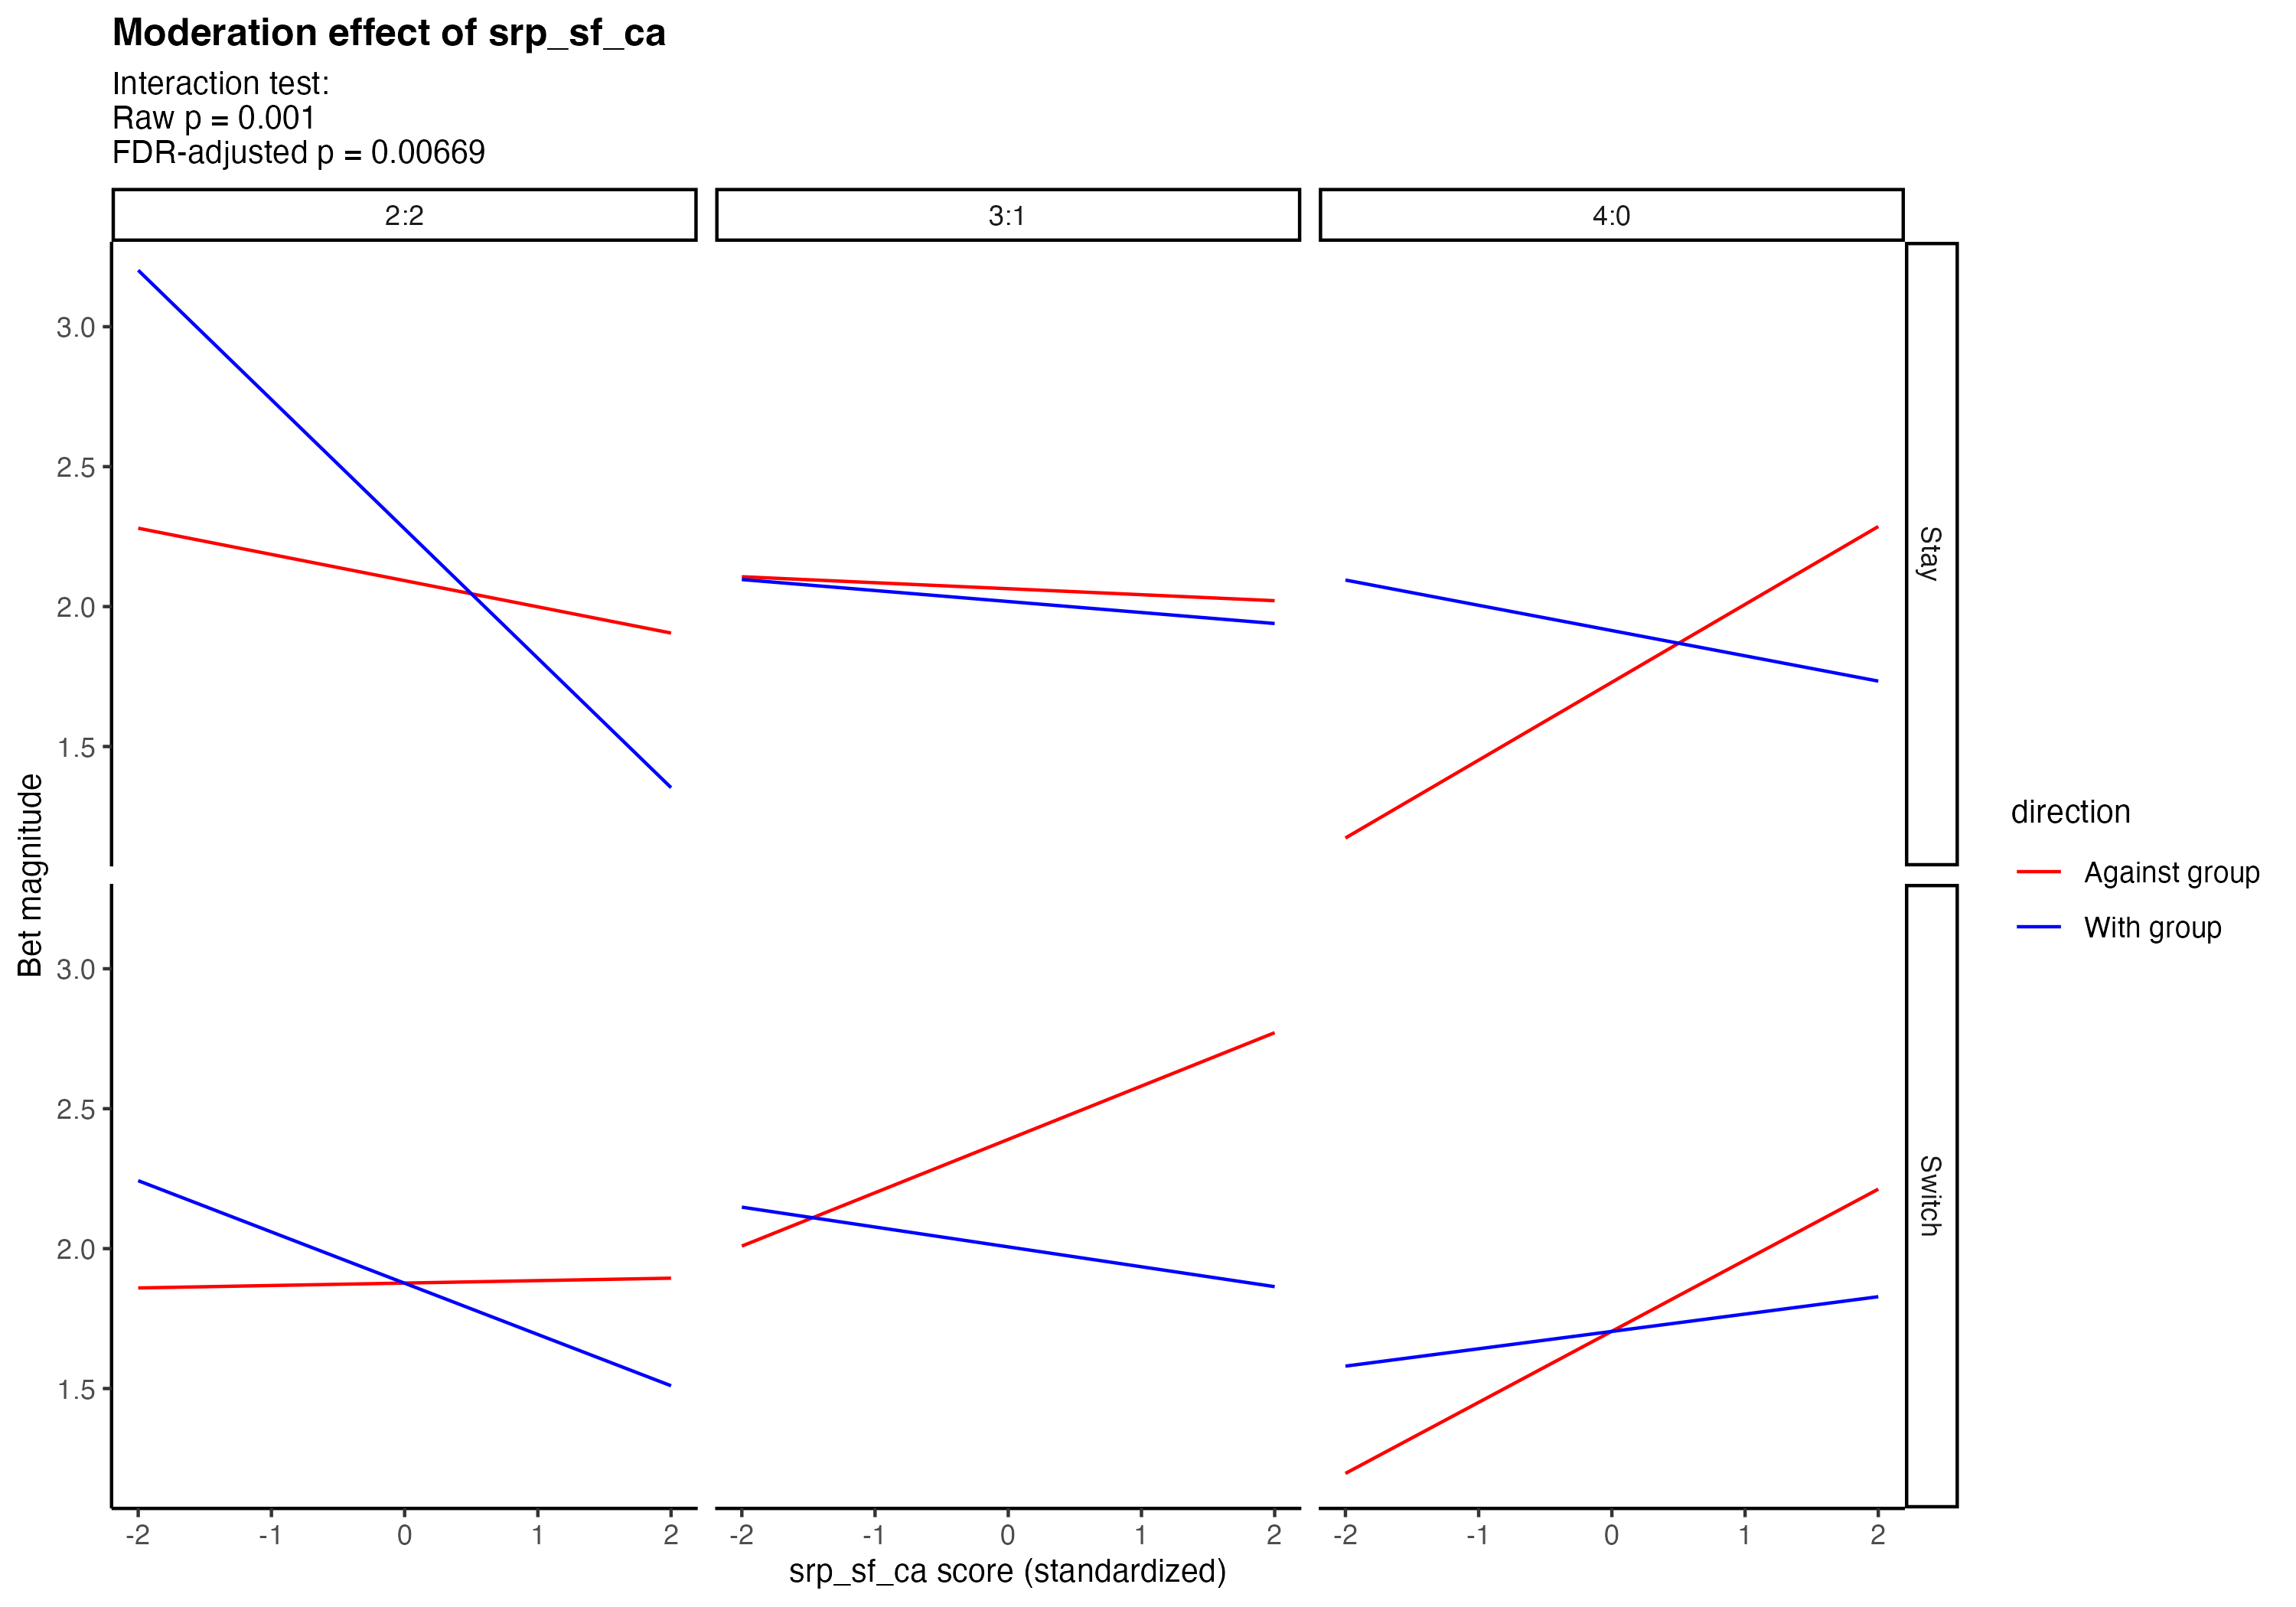 Moderation effect of srp_sf_ca
Interaction test:
Raw p = 0.001
FDR-adjusted p = 0.00669
2:2 3:1 4:0
3.0
2.5
2.0
1.5
Stay
Bet magnitude
3.0
2.5
2.0
1.5
Switch
-2 -1 0 1 2 -2 -1 0 1 2 -2 -1 0 1 2
srp_sf_ca score (standardized)
direction
Against group
With group